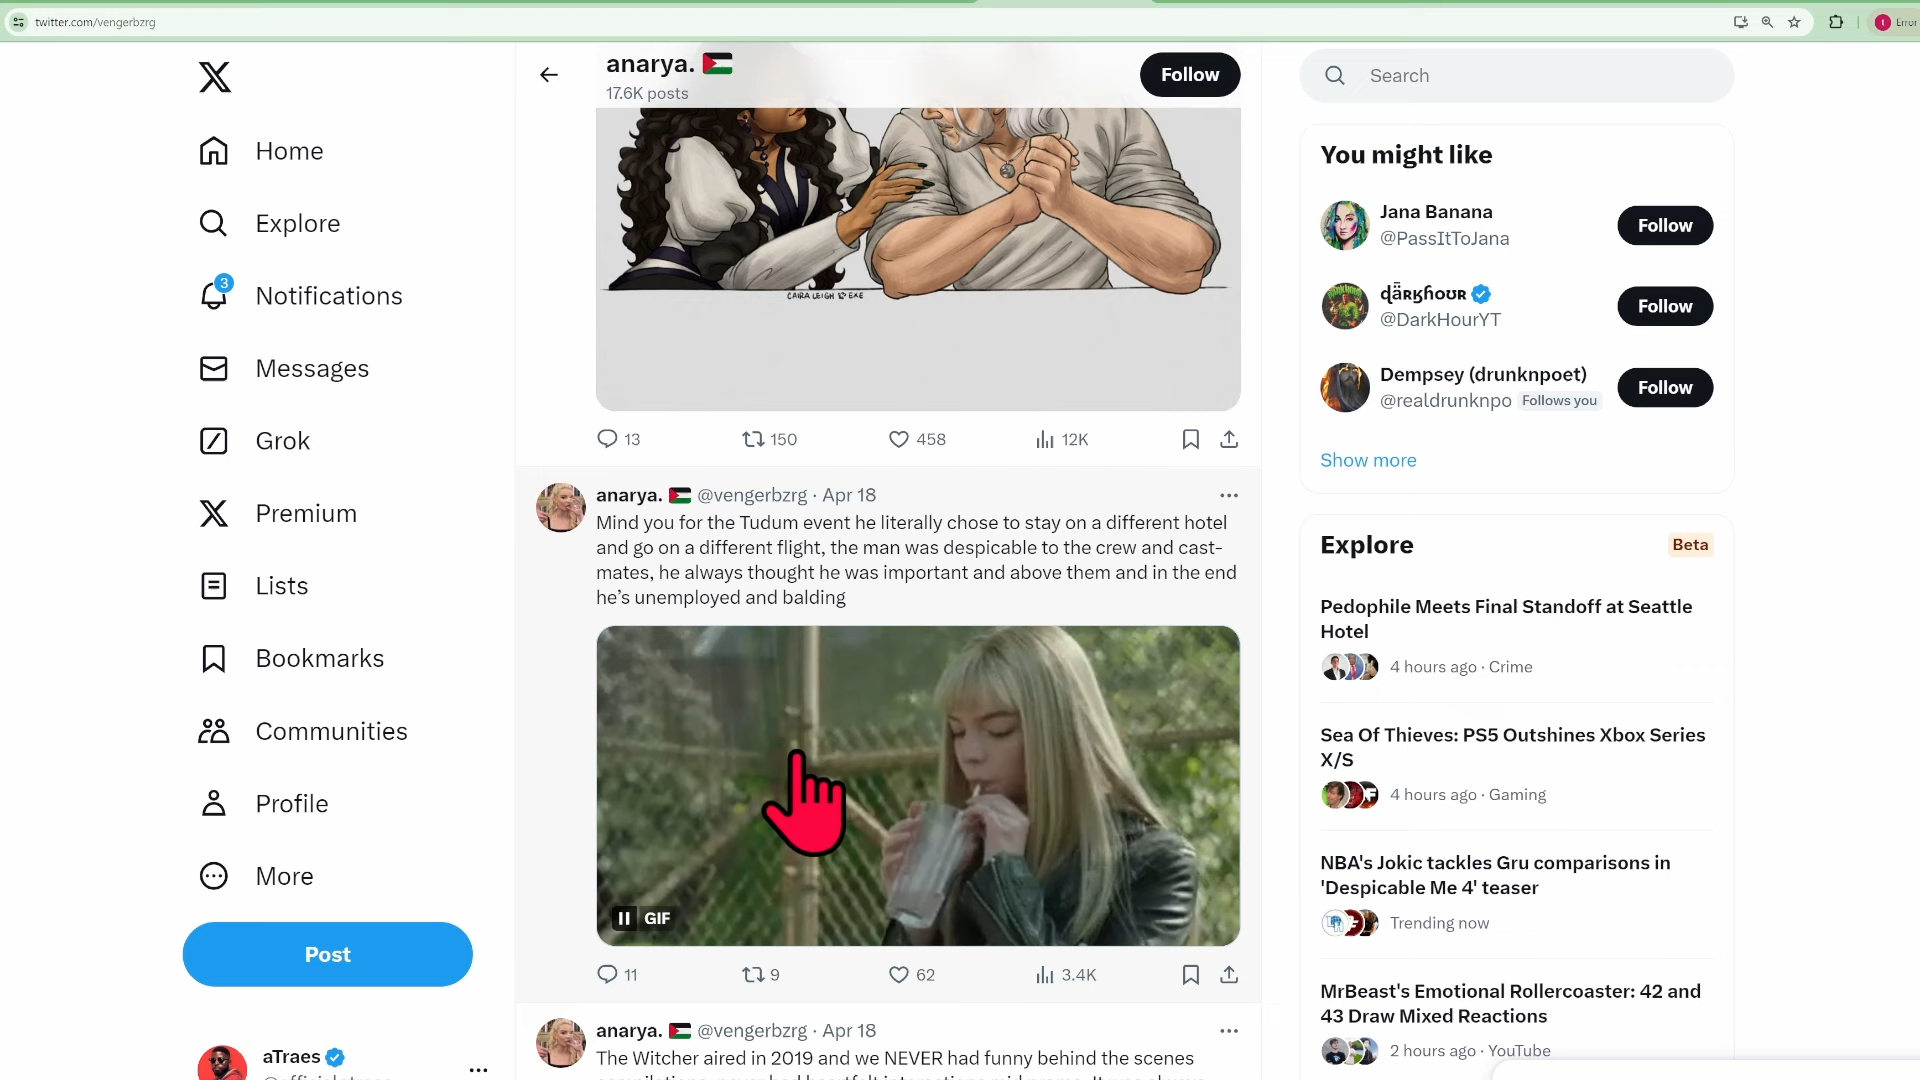 twitter.com/vengerbzrg
Error
anarya.
17.6K posts
Follow
Search
Home
Explore
3
Notifications
Messages
Grok
Premium
Lists
Bookmarks
Communities
Profile
More
Post
aTraes
CAIRA LEIGH EXE
13
150
458
12K
anarya. @vengerbzrg · Apr 18
Mind you for the Tudum event he literally chose to stay on a different hotel
and go on a different flight, the man was despicable to the crew and cast-
mates, he always thought he was important and above them and in the end
he’s unemployed and balding
GIF
11
9
62
3.4K
anarya. @vengerbzrg · Apr 18
The Witcher aired in 2019 and we NEVER had funny behind the scenes
You might like
Jana Banana
@PassItToJana
Follow
@DarkHourYT
Follow
Dempsey (drunknpoet)
@realdrunknpo Follows you
Follow
Show more
Explore
Beta
Pedophile Meets Final Standoff at Seattle
Hotel
4 hours ago · Crime
Sea Of Thieves: PS5 Outshines Xbox Series
X/S
4 hours ago · Gaming
NBA's Jokic tackles Gru comparisons in
'Despicable Me 4' teaser
Trending now
MrBeast's Emotional Rollercoaster: 42 and
43 Draw Mixed Reactions
2 hours ago · YouTube